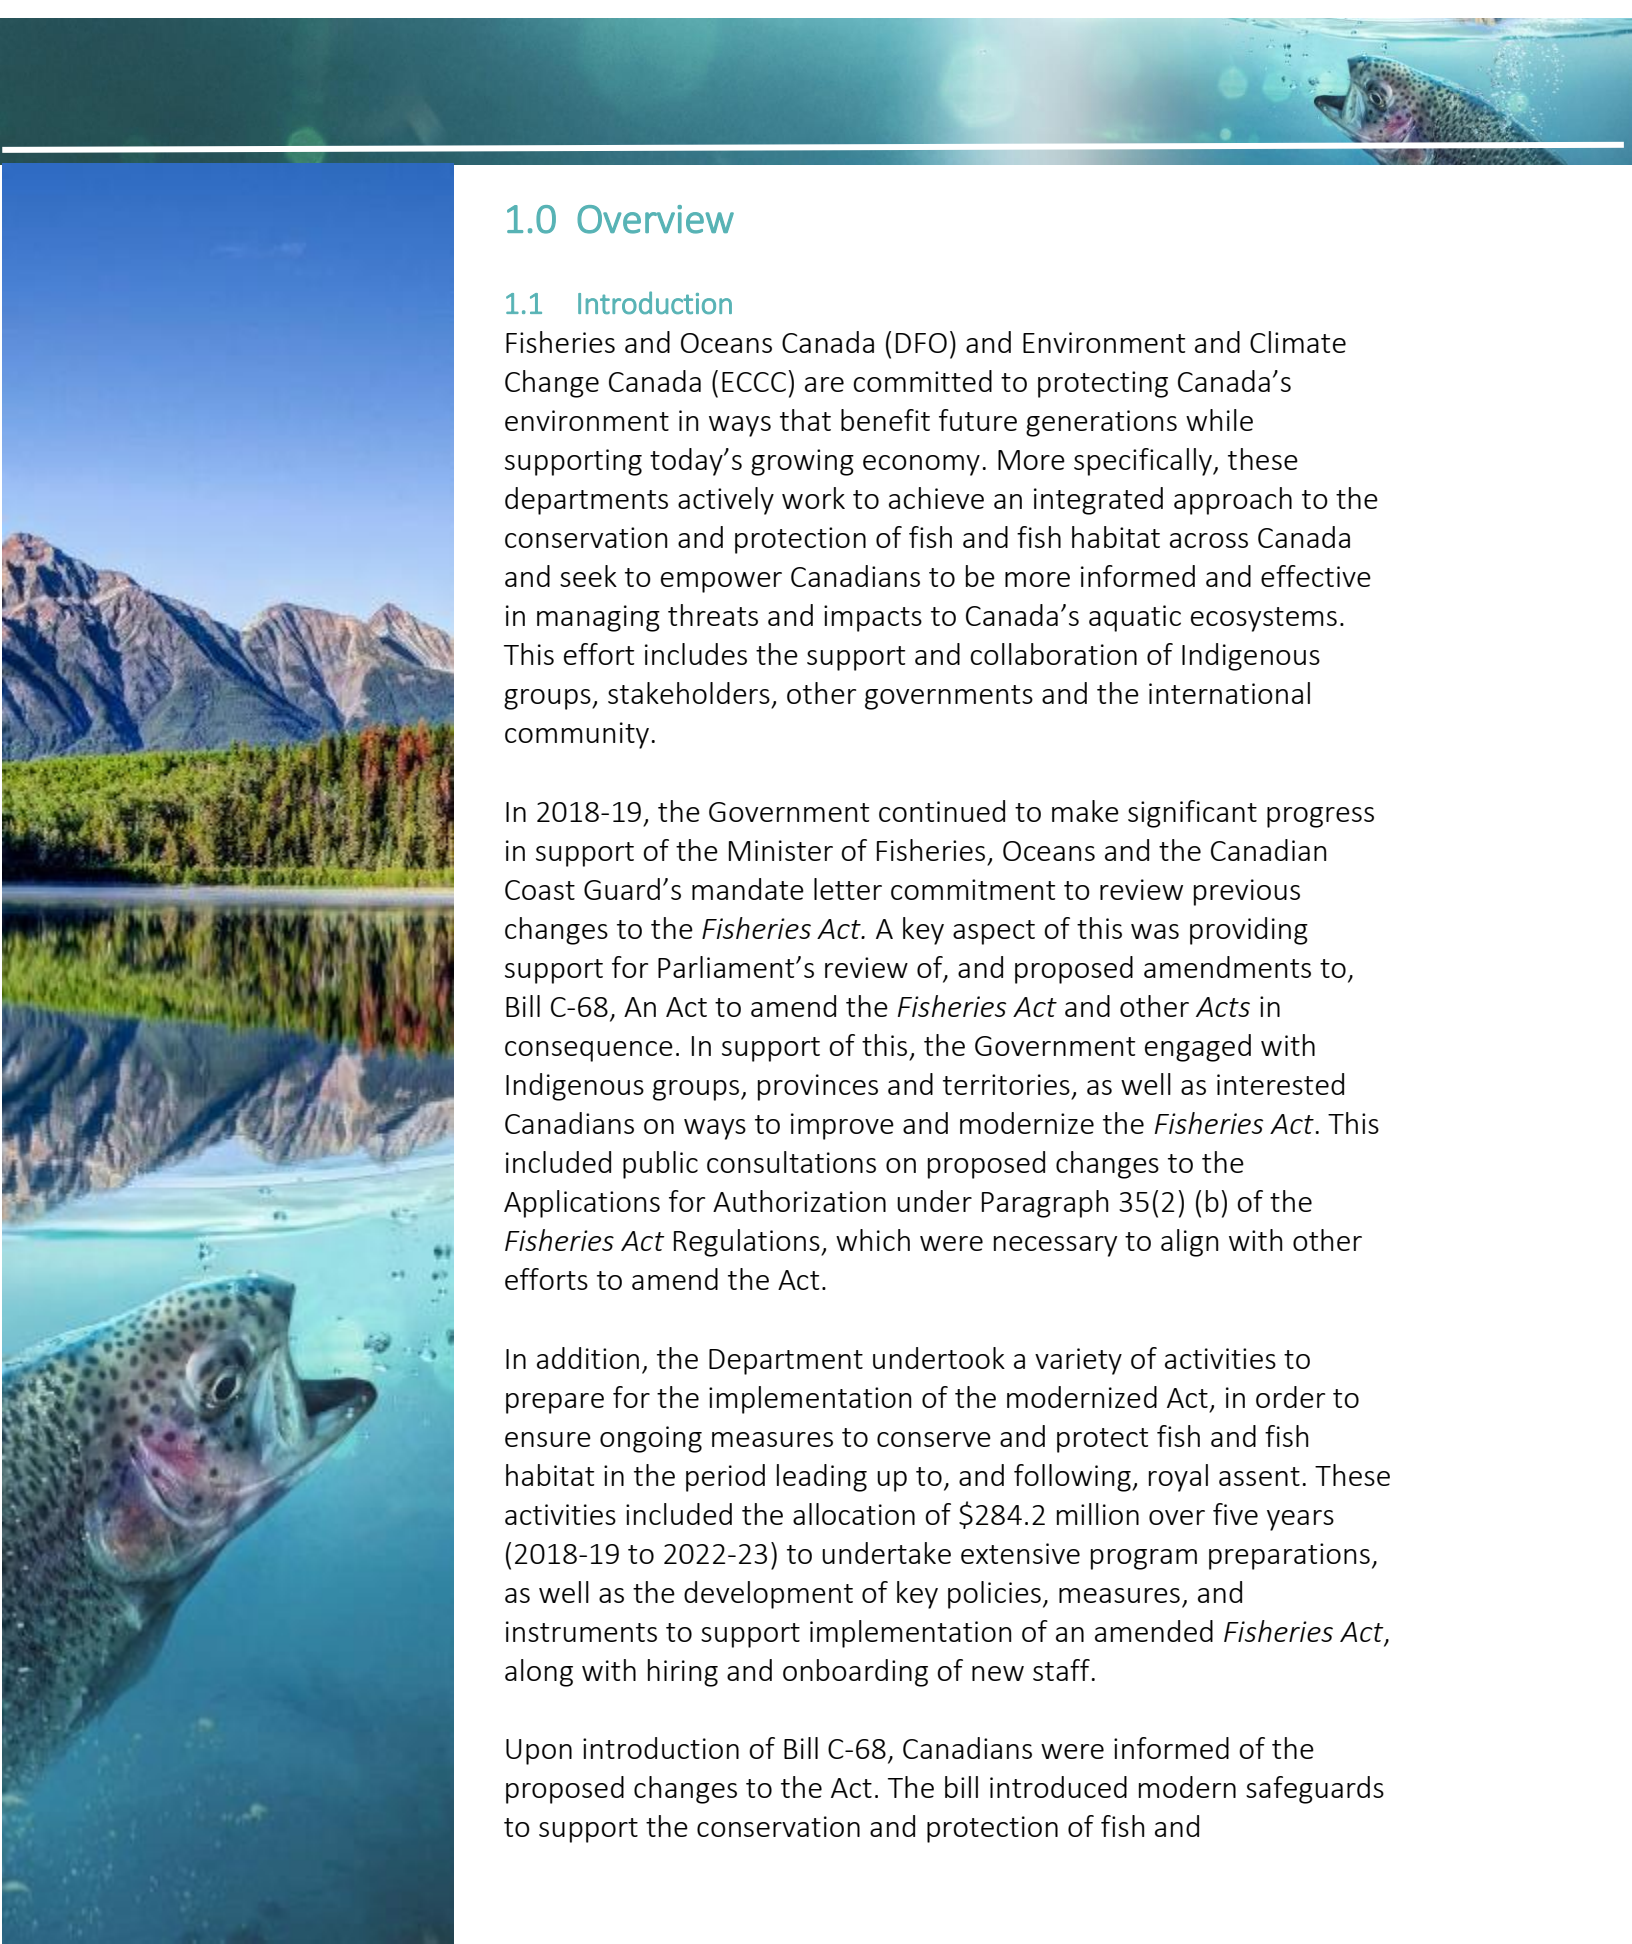 1.0 Overview
1.1 Introduction
Fisheries and Oceans Canada (DFO) and Environment and Climate
Change Canada (ECCC) are committed to protecting Canada’s
environment in ways that benefit future generations while
supporting today’s growing economy. More specifically, these
departments actively work to achieve an integrated approach to the
conservation and protection of fish and fish habitat across Canada
and seek to empower Canadians to be more informed and effective
in managing threats and impacts to Canada’s aquatic ecosystems.
This effort includes the support and collaboration of Indigenous
groups, stakeholders, other governments and the international
community.
In 2018-19, the Government continued to make significant progress
in support of the Minister of Fisheries, Oceans and the Canadian
Coast Guard’s mandate letter commitment to review previous
changes to the Fisheries Act. A key aspect of this was providing
support for Parliament’s review of, and proposed amendments to,
Bill C-68, An Act to amend the Fisheries Act and other Acts in
consequence. In support of this, the Government engaged with
Indigenous groups, provinces and territories, as well as interested
Canadians on ways to improve and modernize the Fisheries Act. This
included public consultations on proposed changes to the
Applications for Authorization under Paragraph 35(2) (b) of the
Fisheries Act Regulations, which were necessary to align with other
efforts to amend the Act.
In addition, the Department undertook a variety of activities to
prepare for the implementation of the modernized Act, in order to
ensure ongoing measures to conserve and protect fish and fish
habitat in the period leading up to, and following, royal assent. These
activities included the allocation of $284.2 million over five years
(2018-19 to 2022-23) to undertake extensive program preparations,
as well as the development of key policies, measures, and
instruments to support implementation of an amended Fisheries Act,
along with hiring and onboarding of new staff.
Upon introduction of Bill C-68, Canadians were informed of the
proposed changes to the Act. The bill introduced modern safeguards
to support the conservation and protection of fish and